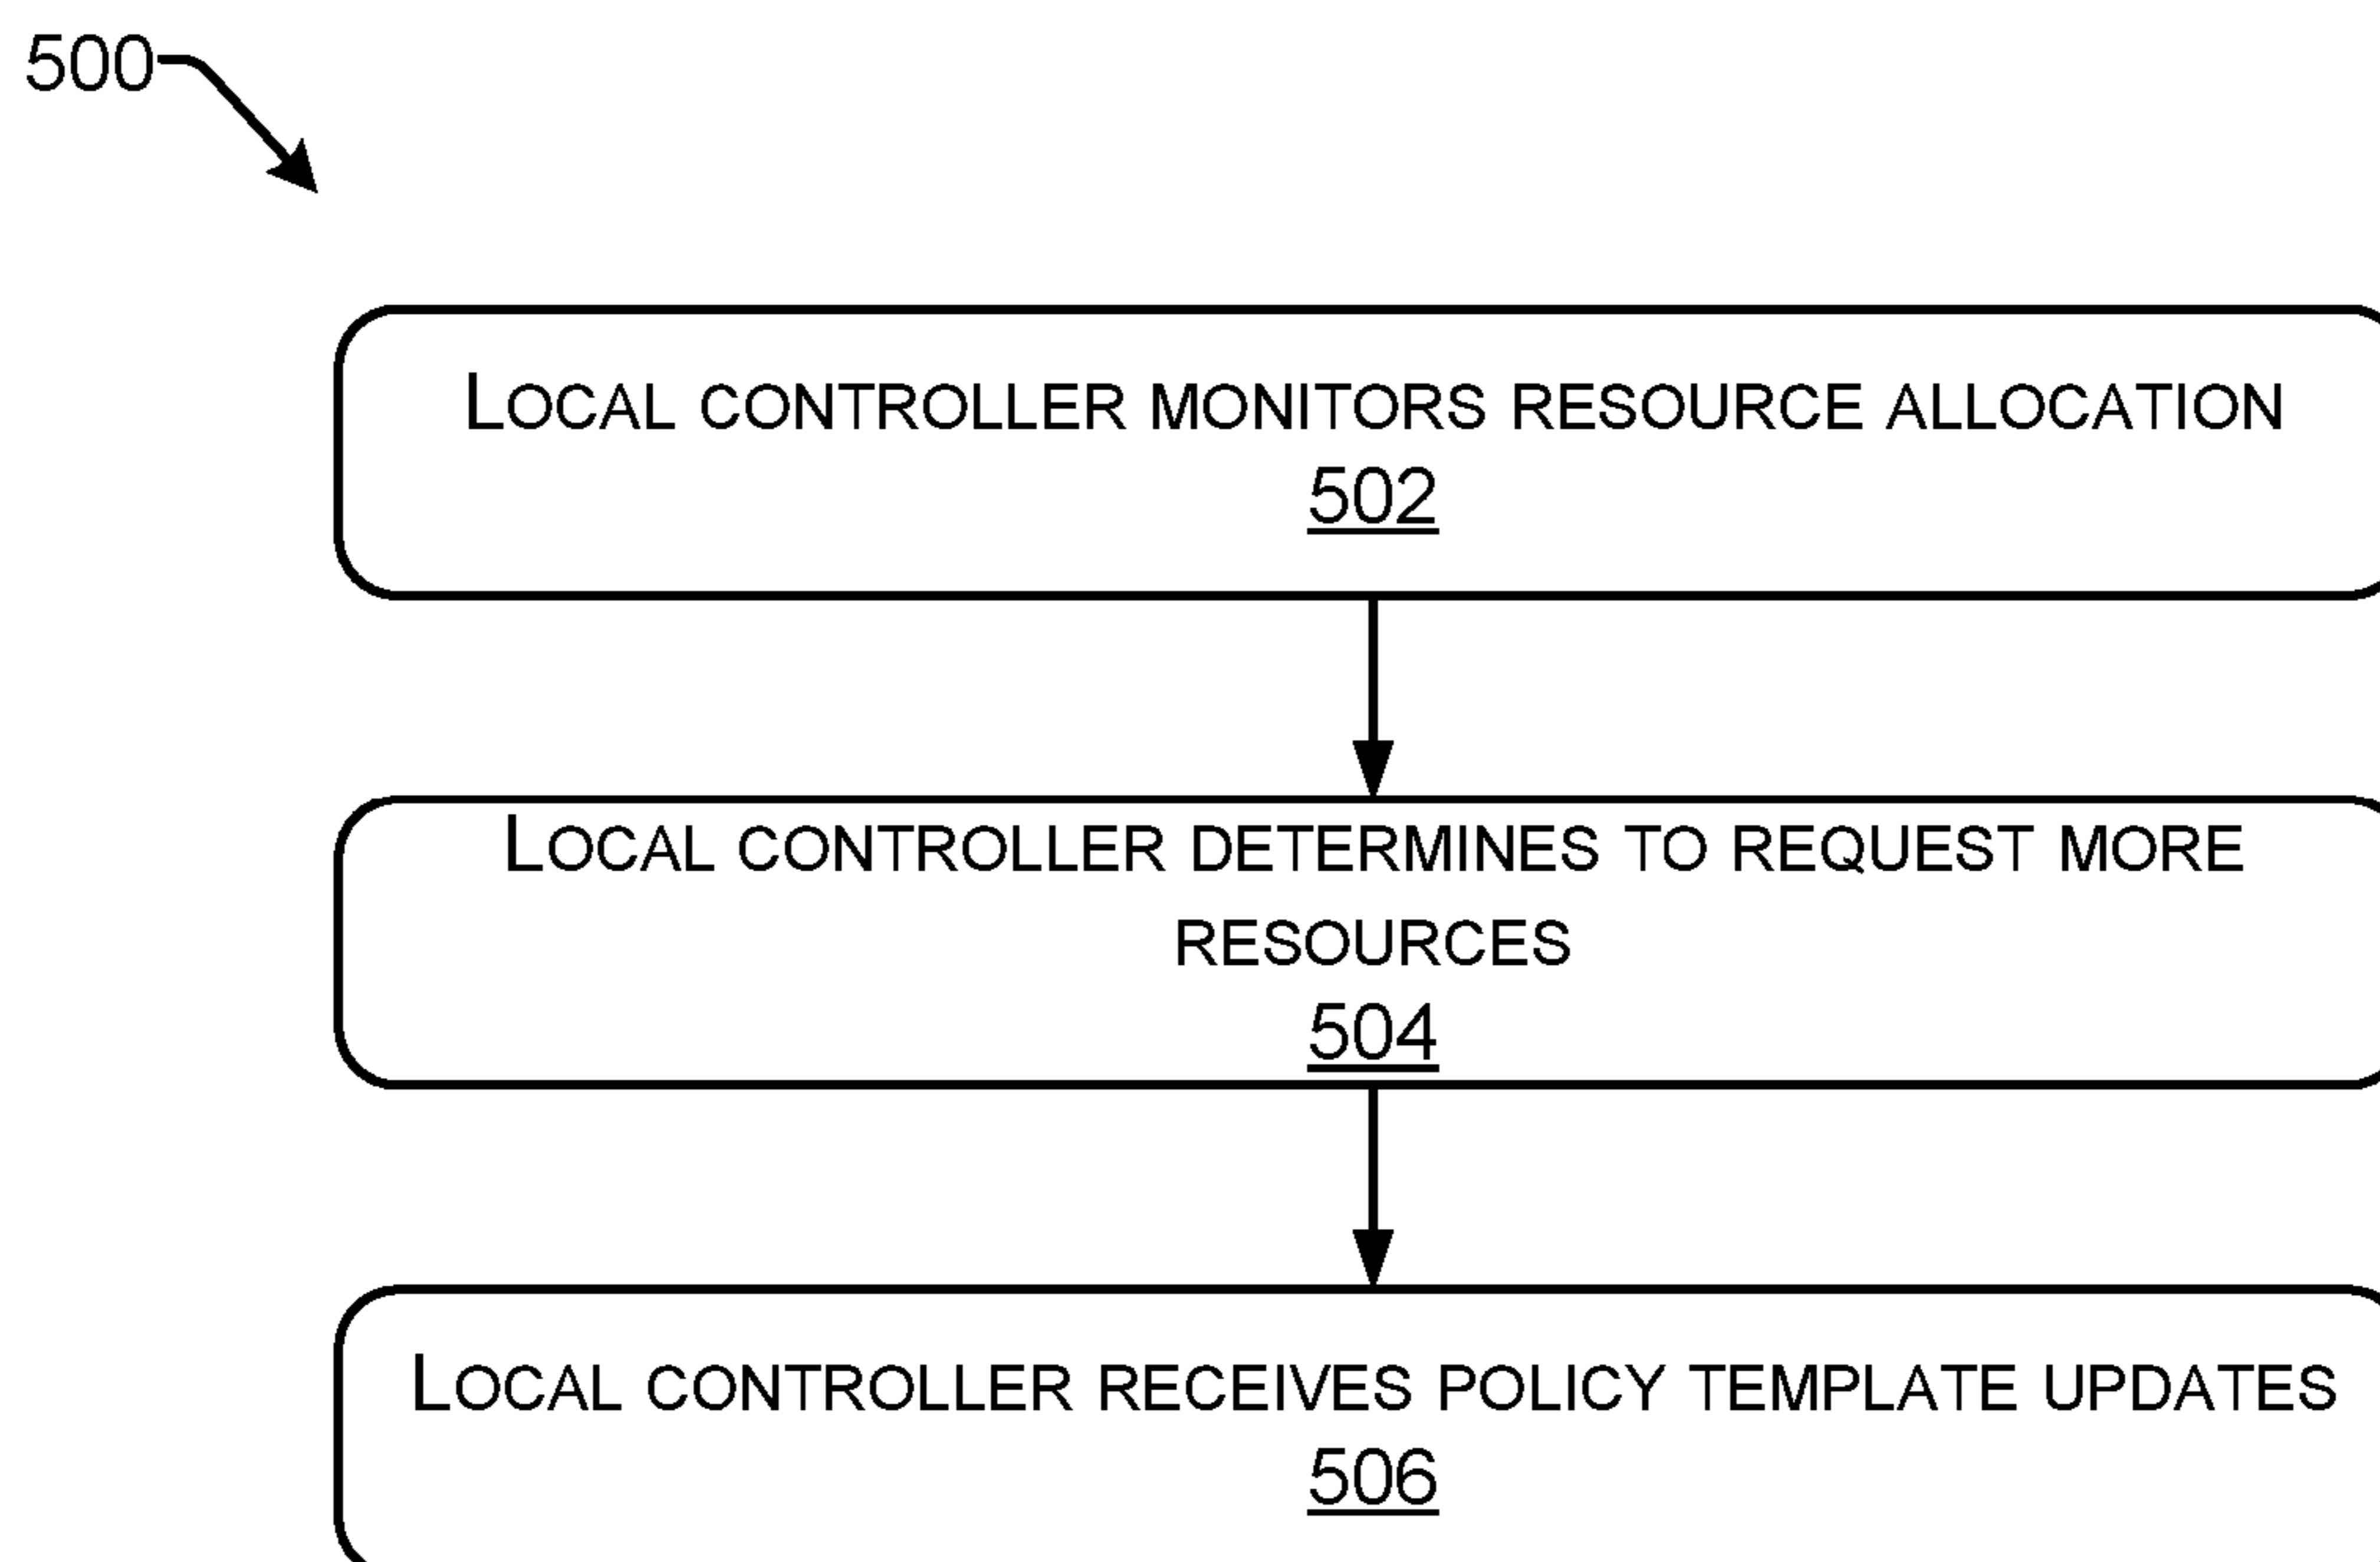 500
LOCAL CONTROLLER MONITORS RESOURCE ALLOCATION
502
LOCAL CONTROLLER DETERMINES TO REQUEST MORE
RESOURCES
504
LOCAL CONTROLLER RECEIVES POLICY TEMPLATE UPDATES
506